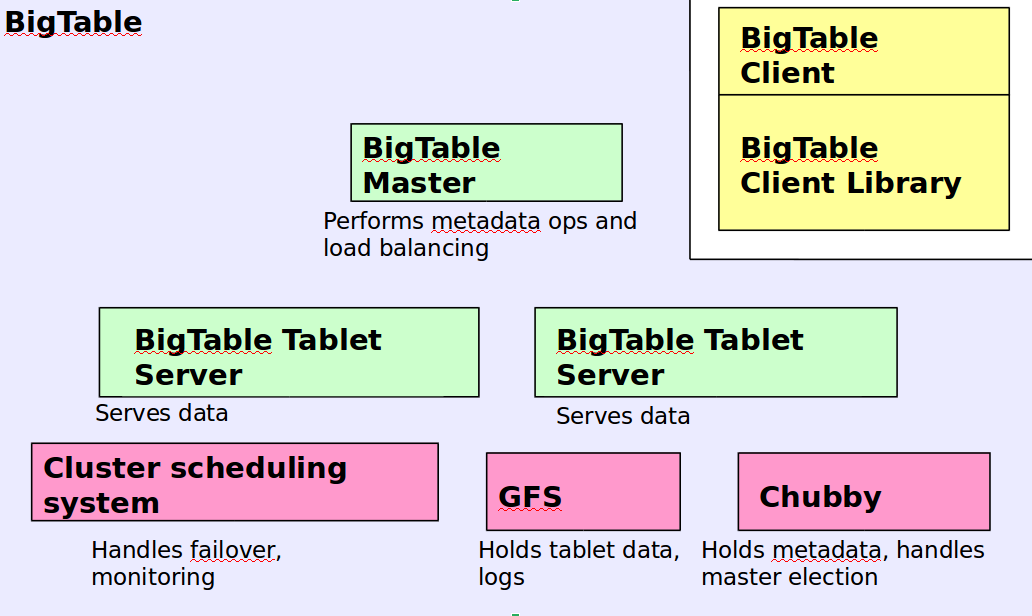 BigTable
BigTable
Client
BigTable
Client Library
BigTable
Master
Performs metadata ops and
load balancing
BigTable Tablet
Server
Serves data
BigTable Tablet
Server
Serves data
Cluster scheduling
system
Handles failover,
monitoring
GFS
Holds tablet data,
logs
Chubby
Holds metadata, handles
master election